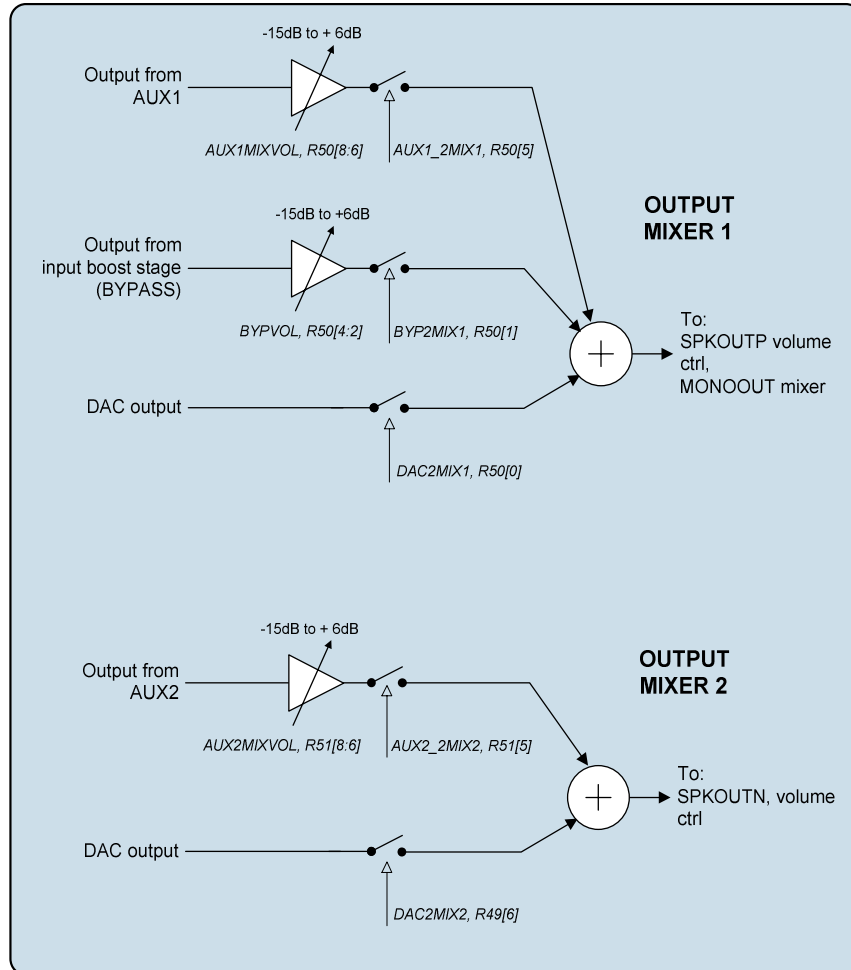 -15dB to + 6dB
Output from
AUX1
AUX1MIXVOL, R50[8:6]
AUX1_2MIX1, R50[5]
OUTPUT
MIXER 1
-15dB to +6dB
Output from
input boost stage
(BYPASS)
BYPVOL, R50[4:2]
BYP2MIX1, R50[1]
To:
SPKOUTP volume
ctrl,
MONOOUT mixer
DAC output
DAC2MIX1, R50[0]
-15dB to + 6dB
Output from
AUX2
OUTPUT
MIXER 2
AUX2MIXVOL, R51[8:6]
AUX2_2MIX2, R51[5]
To:
SPKOUTN, volume
ctrl
DAC output
DAC2MIX2, R49[6]